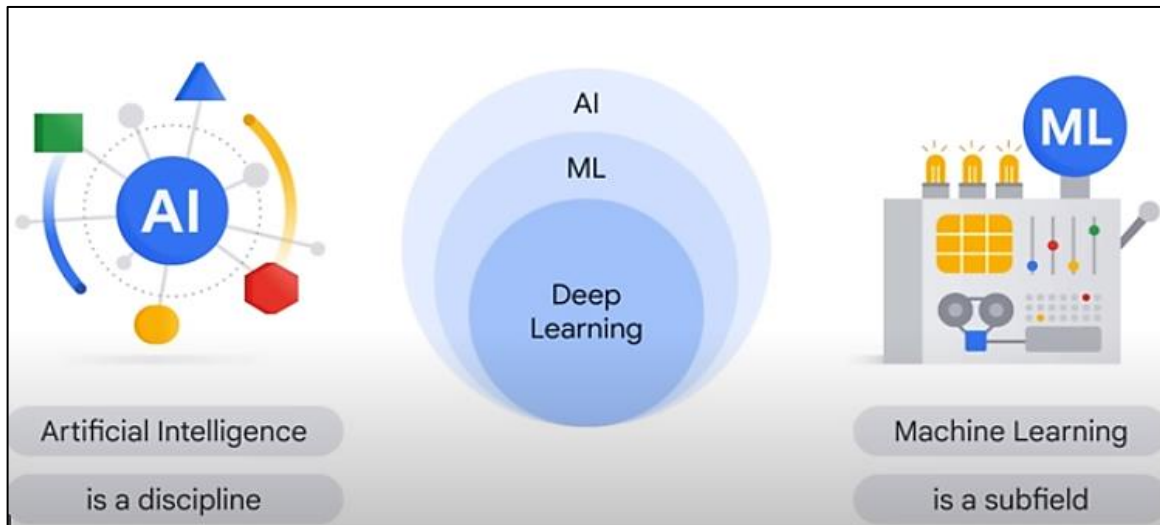 AI
Artificial Intelligence
is a discipline
AI
ML
Deep
Learning
ML
Machine Learning
is a subfield